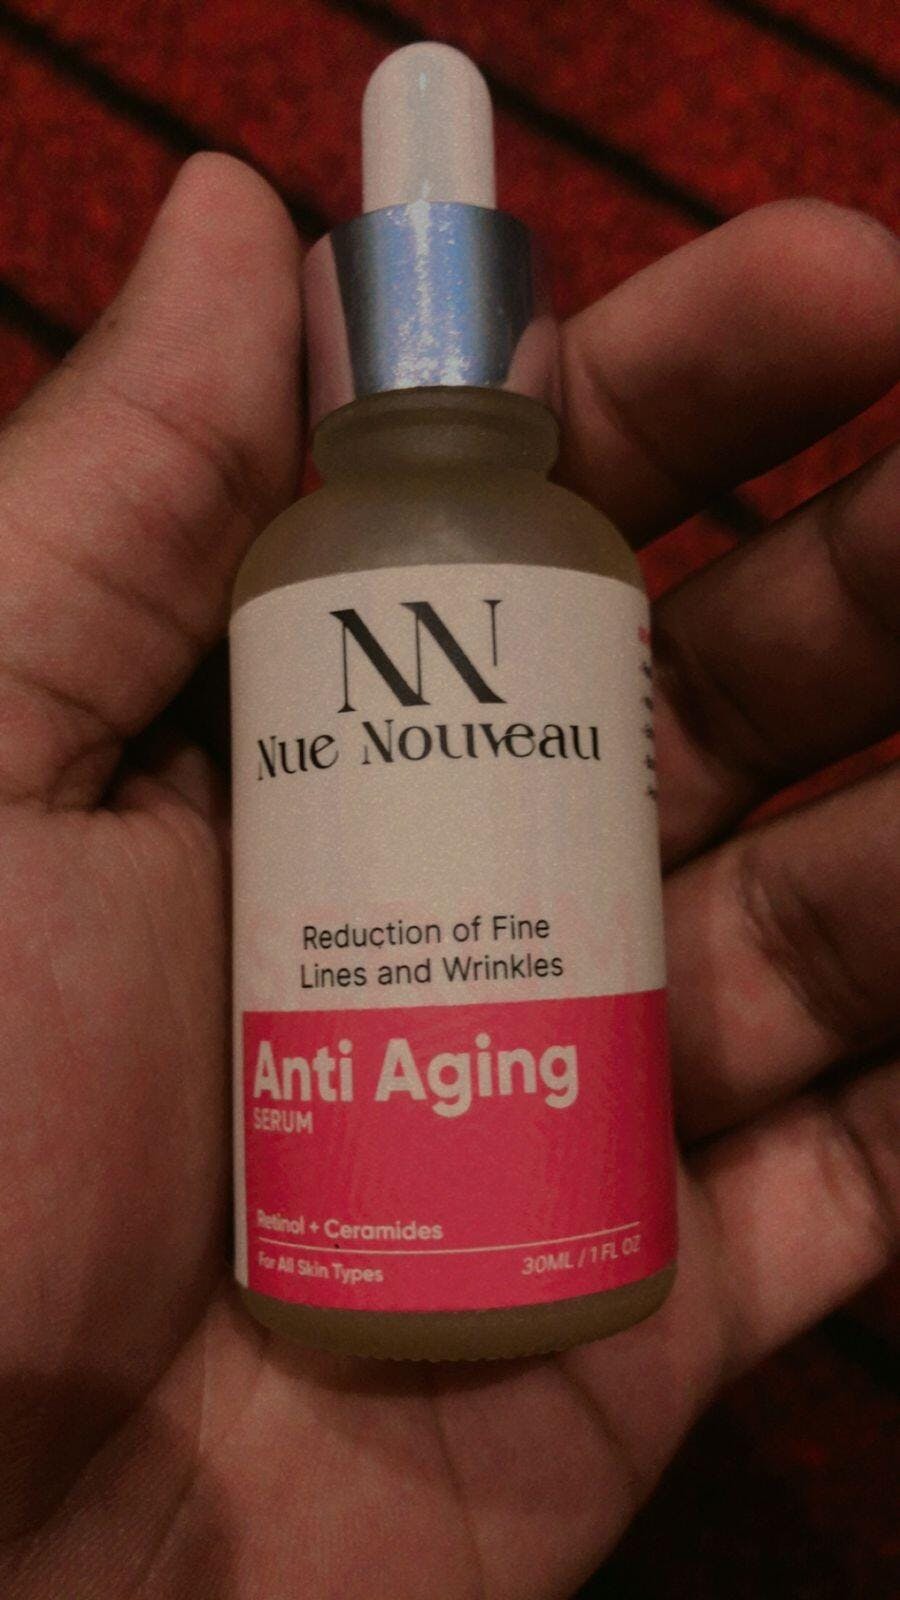 NN
Nue Nouveau
Reduction of Fine
Lines and Wrinkles
Anti Aging
SERUM
Retinol + Ceramides
For All Skin Types
30ML / 1 FL OZ